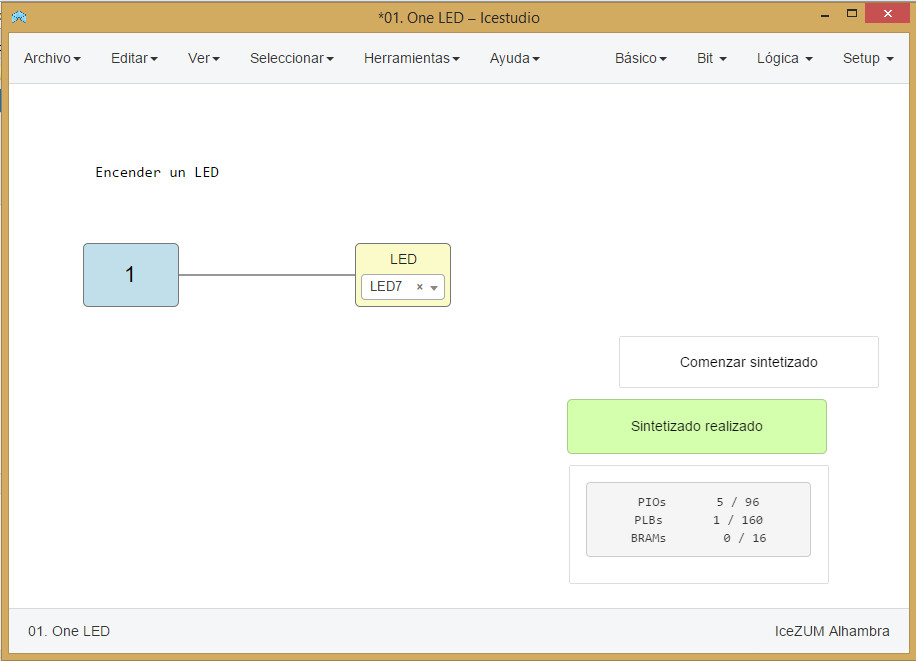 *01. One LED – Icestudio
Archivo Editar Ver Seleccionar Herramientas Ayuda Básico Bit Lógica Setup
Encender un LED
1
LED
LED7 ×
Comenzar sintetizado
Sintetizado realizado
PIOs 5 / 96
PLBs 1 / 160
BRAMs 0 / 16
01. One LED IceZUM Alhambra